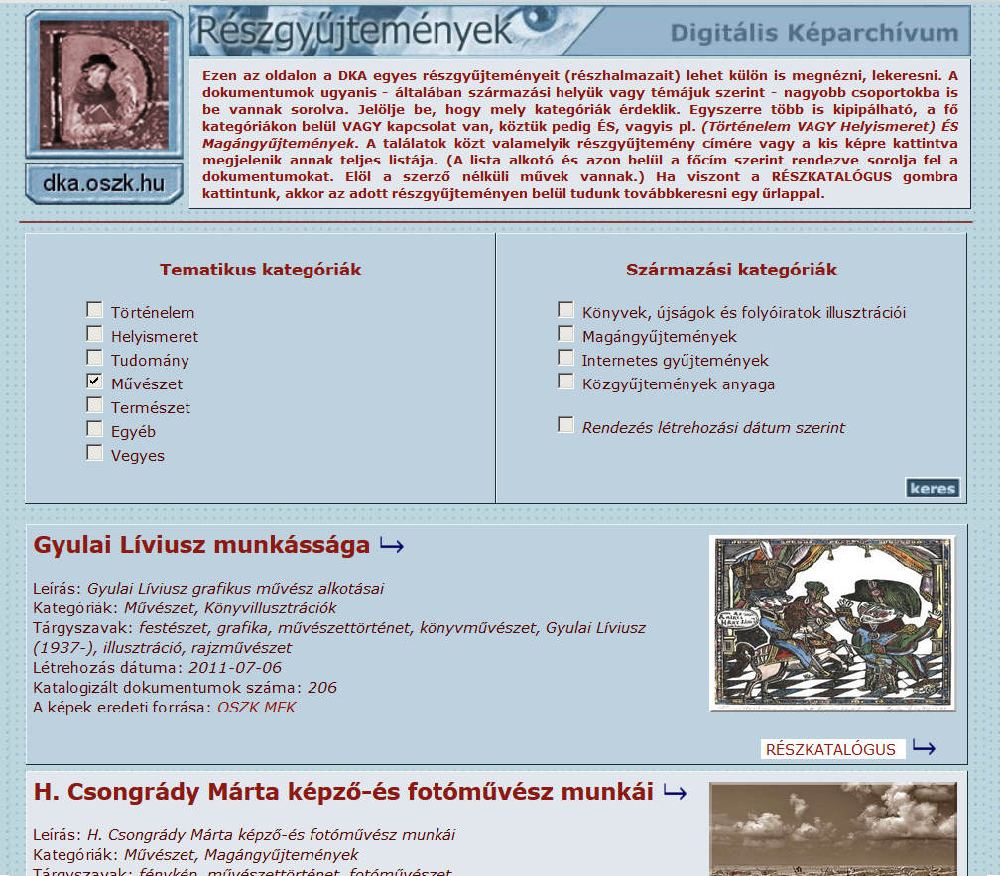 Részgyűjtemények
Digitális Képarchívum
dka.oszk.hu
Ezen az oldalon a DKA egyes részgyűjteményeit (részhalmazait) lehet külön is megnézni, lekeresni. A
dokumentumok ugyanis - általában származási helyük vagy témájuk szerint - nagyobb csoportokba is
be vannak sorolva. Jelölje be, hogy mely kategóriák érdeklik. Egyszerre több is kipipálható, a fő
kategóriákon belül VAGY kapcsolat van, köztük pedig ÉS, vagyis pl. (Történelem VAGY Helyismeret) ÉS
Magángyűjtemények. A találatok közt valamelyik részgyűjtemény címére vagy a kis képre kattintva
megjelenik annak teljes listája. (A lista alkotó és azon belül a főcím szerint rendezve sorolja fel a
dokumentumokat. Elöl a szerző nélküli művek vannak.) Ha viszont a RÉSZKATALÓGUS gombra
kattintunk, akkor az adott részgyűjteményen belül tudunk továbbkeresni egy űrlappal.
Tematikus kategóriák
Történelem
Helyismeret
Tudomány
Művészet
Természet
Egyéb
Vegyes
Származási kategóriák
Könyvek, újságok és folyóiratok illusztrációi
Magángyűjtemények
Internetes gyűjtemények
Közgyűjtemények anyaga
Rendezés létrehozási dátum szerint
keres
Gyulai Líviusz munkássága
Leírás: Gyulai Líviusz grafikus művész alkotásai
Kategóriák: Művészet, Könyvillusztrációk
Tárgyszavak: festészet, grafika, művészettörténet, könyvművészet, Gyulai Líviusz
(1937-), illusztráció, rajzművészet
Létrehozás dátuma: 2011-07-06
Katalogizált dokumentumok száma: 206
A képek eredeti forrása: OSZK MEK
RÉSZKATALÓGUS
H. Csongrády Márta képző-és fotóművész munkái
Leírás: H. Csongrády Márta képző-és fotóművész munkái
Kategóriák: Művészet, Magángyűjtemények
Tárgyszavak: fénykép, művészettörténet, fotóművészet